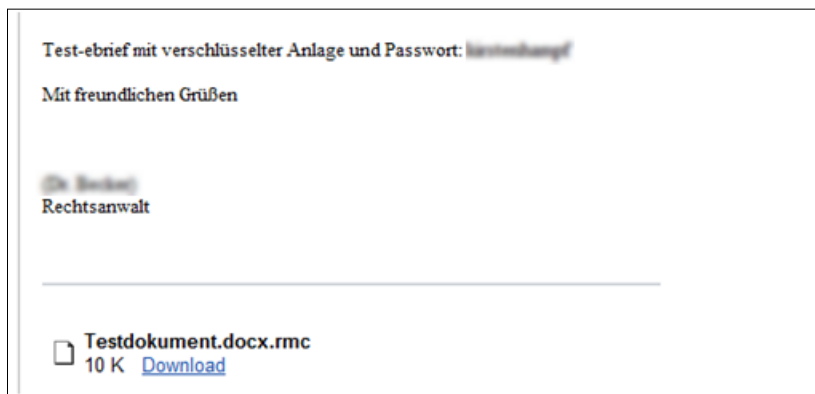 Test-ebrief mit verschlüsselter Anlage und Passwort:
Mit freundlichen Grüßen
Rechtsanwalt
Testdokument.docx.rmc
10 K Download